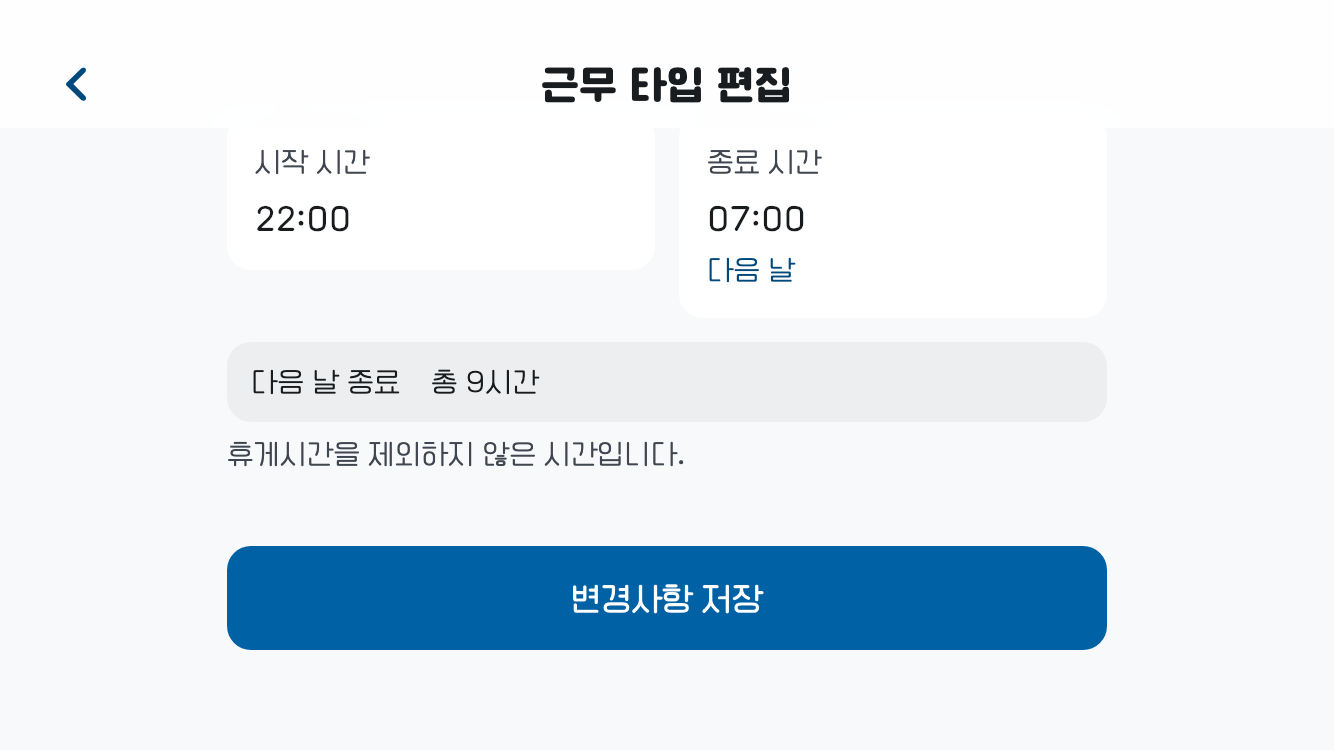 근무 타입 편집
시작 시간
22:00
종료 시간
07:00
다음 날
다음 날 종료 총 9시간
휴게시간을 제외하지 않은 시간입니다.
변경사항 저장